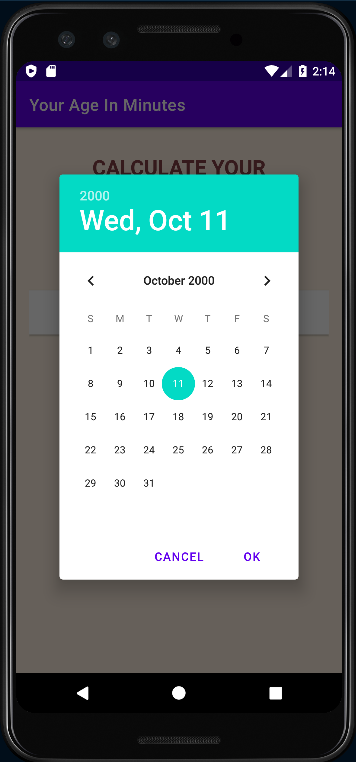 2:14
Your Age In Minutes
CALCULATE YOUR
2000
Wed, Oct 11
October 2000
S M T W T F S
1 2 3 4 5 6 7
8 9 10 11 12 13 14
15 16 17 18 19 20 21
22 23 24 25 26 27 28
29 30 31
CANCEL OK